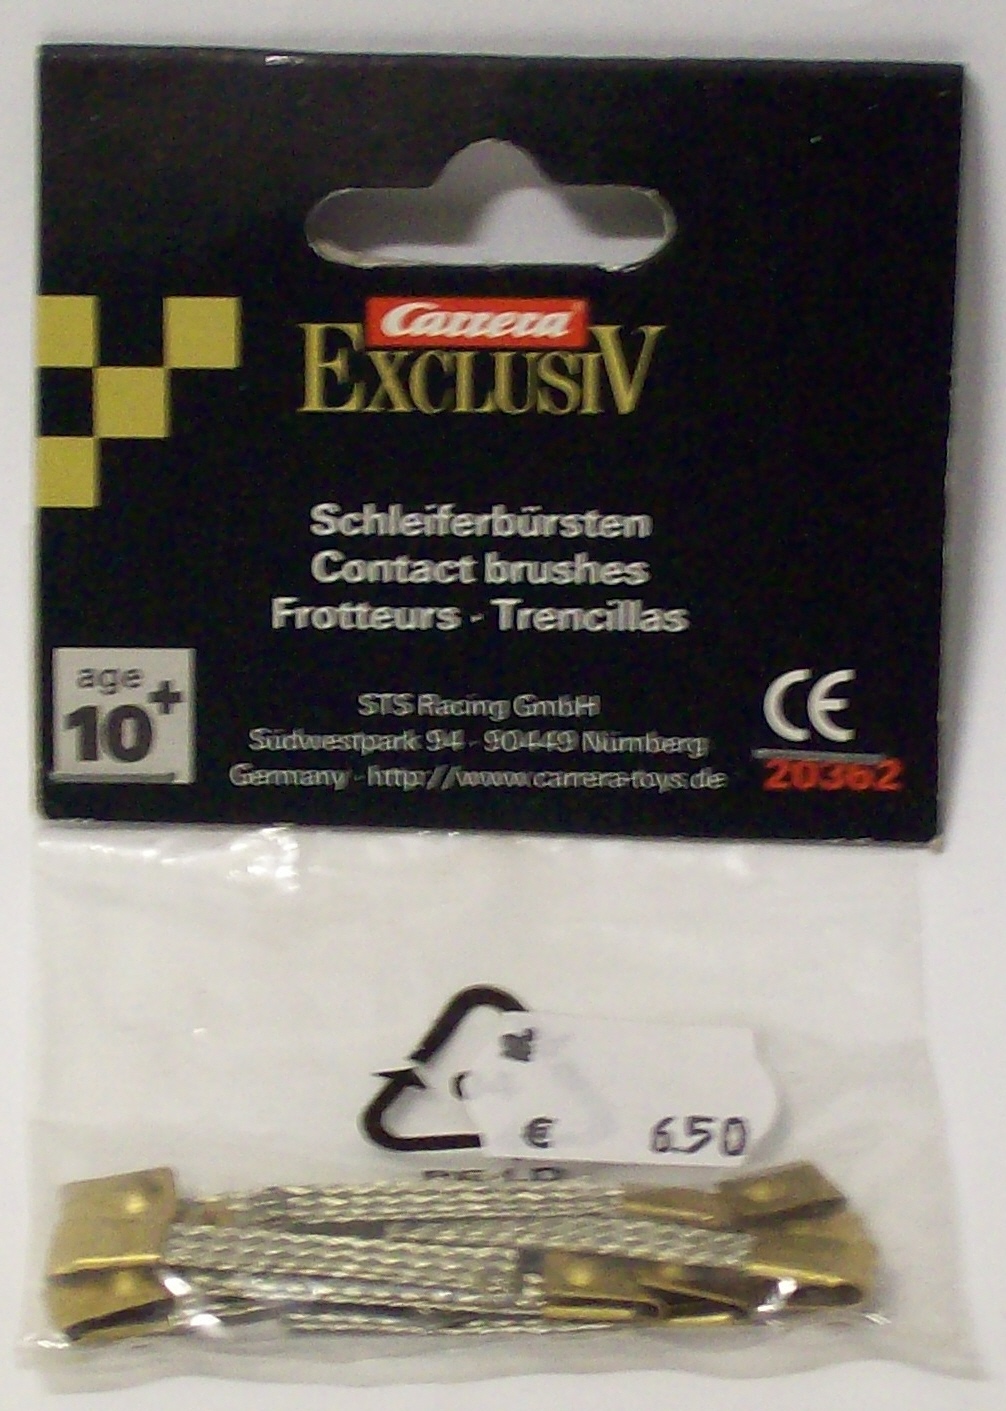 Carrera
EXCLUSIV
Schleiferbürsten
Contact brushes
Frotteurs - Trencillas
age
10+
STS Racing GmbH
Südwestpark 94 - 90449 Nürnberg
Germany - http://www.carrera-toys.de
CE
20362
€ 6.50